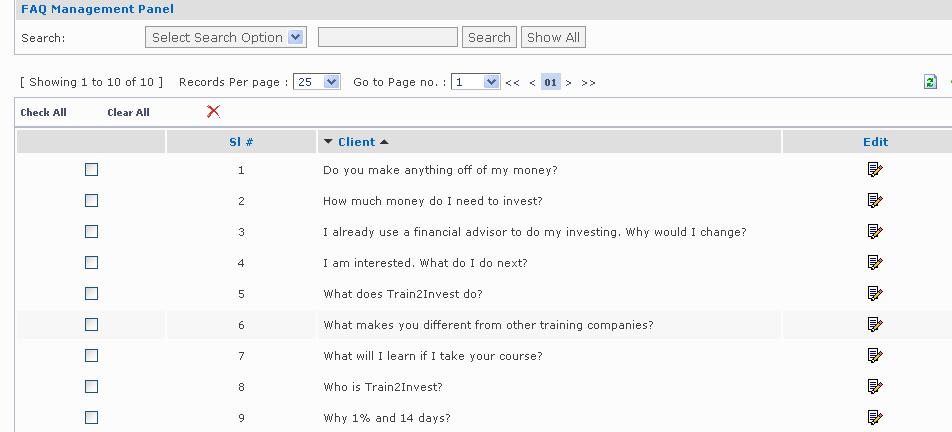 FAQ Management Panel
Search: Select Search Option Search Show All
[ Showing 1 to 10 of 10 ] Records Per page : 25 Go to Page no. : 1 << < 01 > >>
Check All Clear All
Sl # Client Edit
1 Do you make anything off of my money?
2 How much money do I need to invest?
3 I already use a financial advisor to do my investing. Why would I change?
4 I am interested. What do I do next?
5 What does Train2Invest do?
6 What makes you different from other training companies?
7 What will I learn if I take your course?
8 Who is Train2Invest?
9 Why 1% and 14 days?